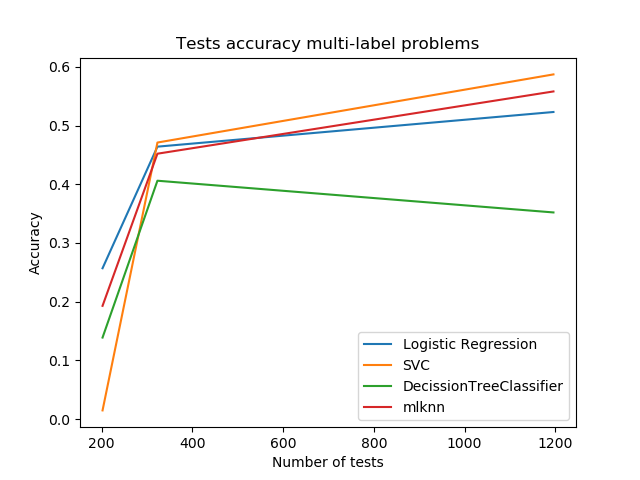 Tests accuracy multi-label problems
Accuracy
0.6
0.5
0.4
0.3
0.2
0.1
0.0
Logistic Regression
SVC
DecissionTreeClassifier
mlknn
200 400 600 800 1000 1200
Number of tests